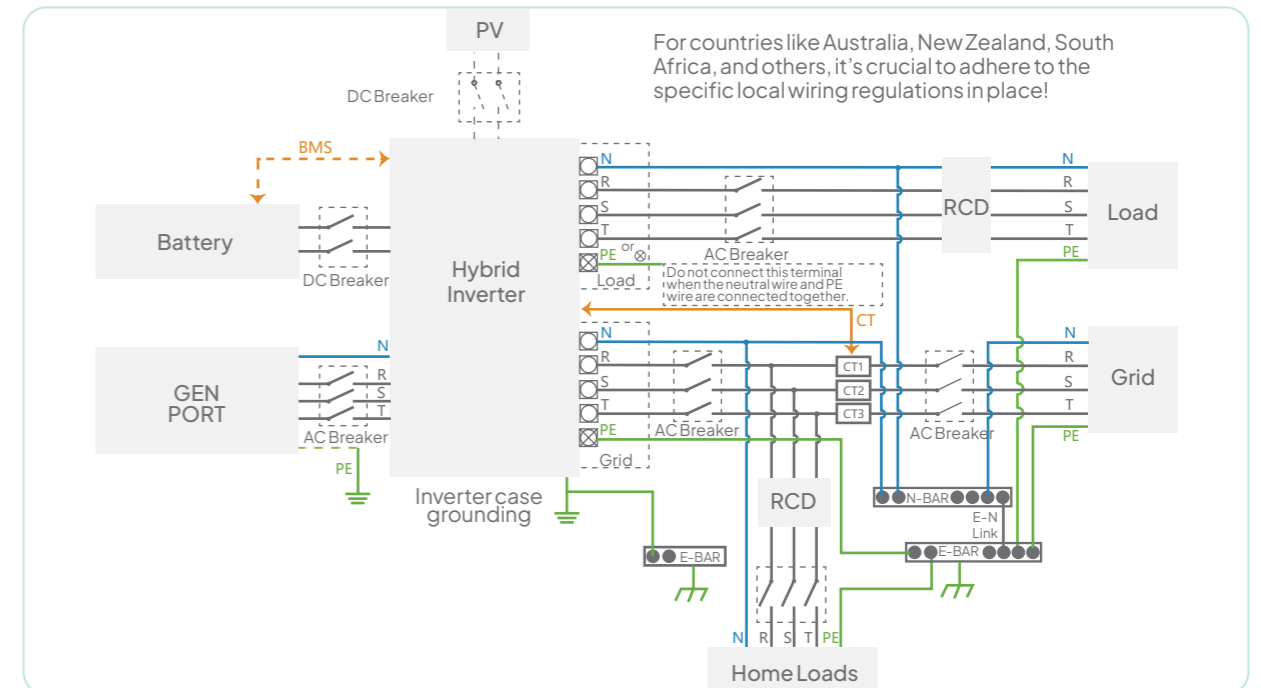 PV
For countries like Australia, New Zealand, South
Africa, and others, it's crucial to adhere to the
specific local wiring regulations in place!
DC Breaker
BMS
N
R
S
T
PE
or
Load
AC Breaker
RCD
N
R
S
T
PE
Load
Battery
DC Breaker
Hybrid
Inverter
Do not connect this terminal
when the neutral wire and PE
wire are connected together.
CT
N
R
S
T
PE
Grid
AC Breaker
CT1
CT2
CT3
AC Breaker
N
R
S
T
PE
Grid
GEN
PORT
N
R
S
T
AC Breaker
PE
Inverter case
grounding
RCD
N-BAR
E-N
Link
E-BAR
E-BAR
N
R
S
T
PE
Home Loads